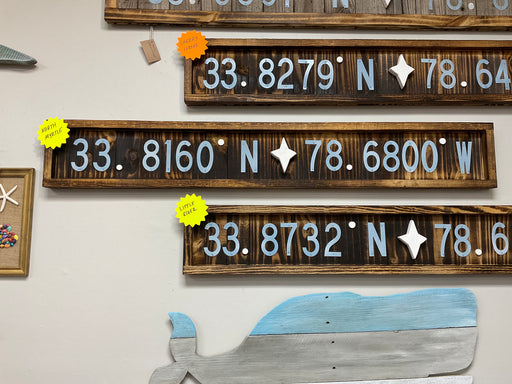 33.8279° N 78.64
NORTH
MYRTLE
33.8160° N 78.6800° W
LITTLE
RIVER
33.8732° N 78.6